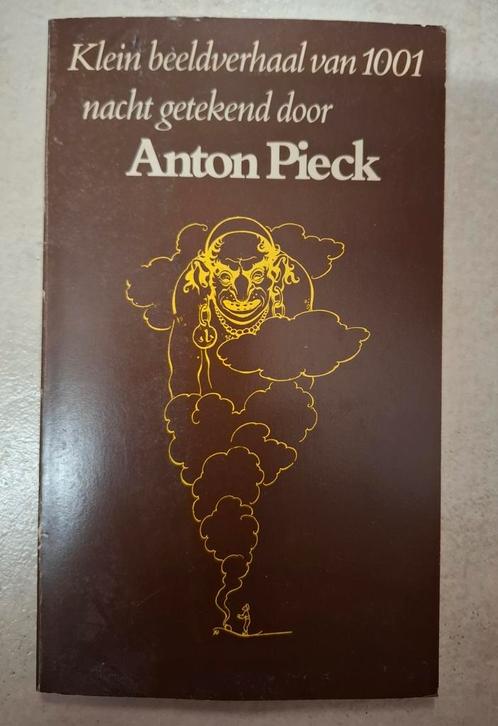 Klein beeldverhaal van 1001
nacht getekend door
Anton Pieck